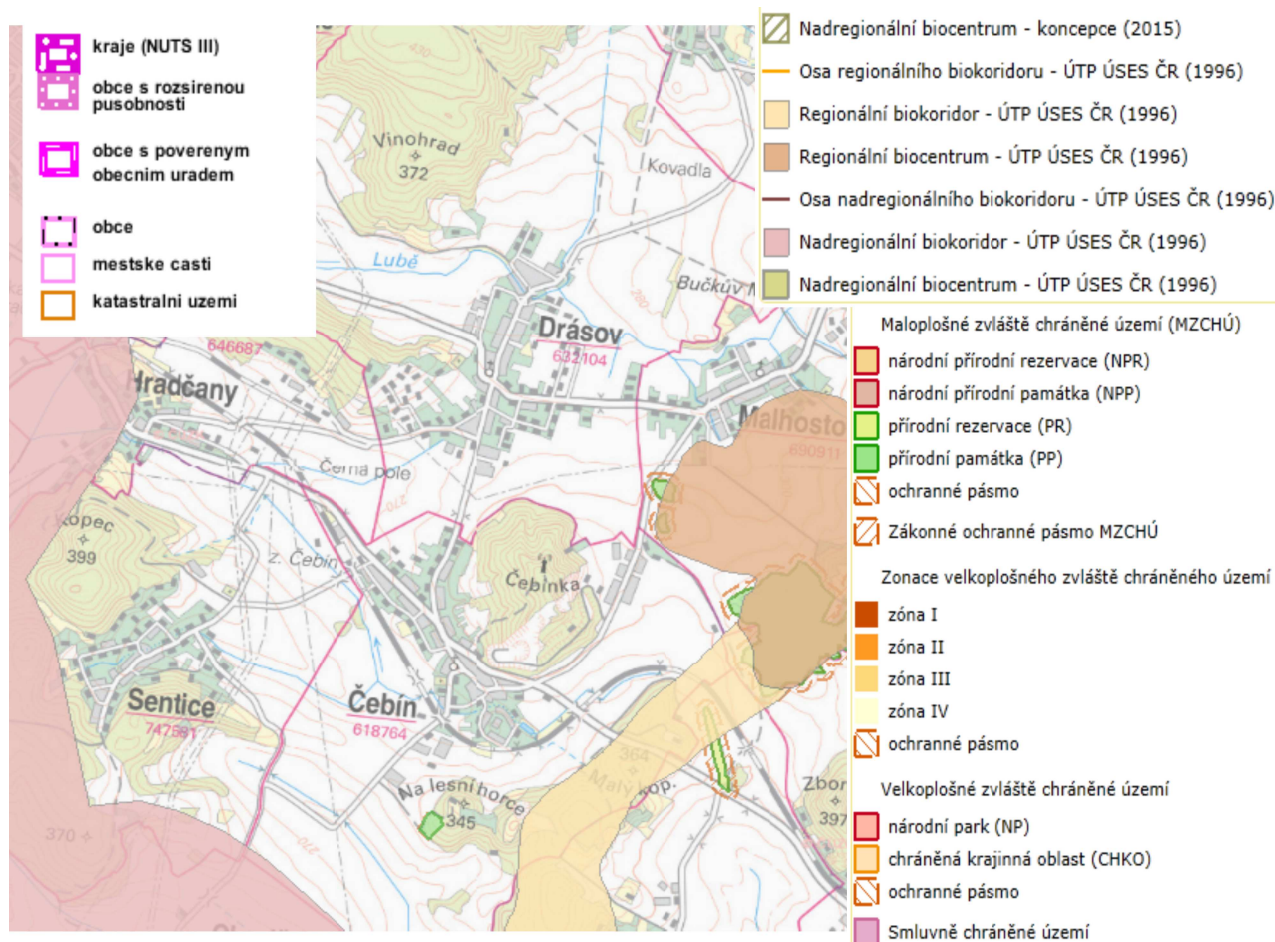 kraje (NUTS III)
obce s rozsirenou
pusobnosti
obce s poverenym
obecnim uradem
obce
mestske casti
katastralni uzemi
Nadregionální biocentrum - koncepce (2015)
Osa regionálního biokoridoru - ÚTP ÚSES ČR (1996)
Regionální biokoridor - ÚTP ÚSES ČR (1996)
Regionální biocentrum - ÚTP ÚSES ČR (1996)
Osa nadregionálního biokoridoru - ÚTP ÚSES ČR (1996)
Nadregionální biokoridor - ÚTP ÚSES ČR (1996)
Nadregionální biocentrum - ÚTP ÚSES ČR (1996)
Maloplošné zvláště chráněné území (MZCHÚ)
národní přírodní rezervace (NPR)
národní přírodní památka (NPP)
přírodní rezervace (PR)
přírodní památka (PP)
ochranné pásmo
Zákonné ochranné pásmo MZCHÚ
Zonace velkoplošného zvláště chráněného území
zóna I
zóna II
zóna III
zóna IV
ochranné pásmo
Velkoplošné zvláště chráněné území
národní park (NP)
chráněná krajinná oblast (CHKO)
ochranné pásmo
Smluvně chráněné území
430
Vinohrad
372
Kovadla
Lubě
280
Bučkův
Drásov
632104
646687
Hradčany
Malhosto
690911
Černá pole
270
Kopec
399
z. Čebín
Čebínka
Sentice
747581
Čebín
618764
364
Malý kop.
Na lesní horce
345
Zbor
397
370
270